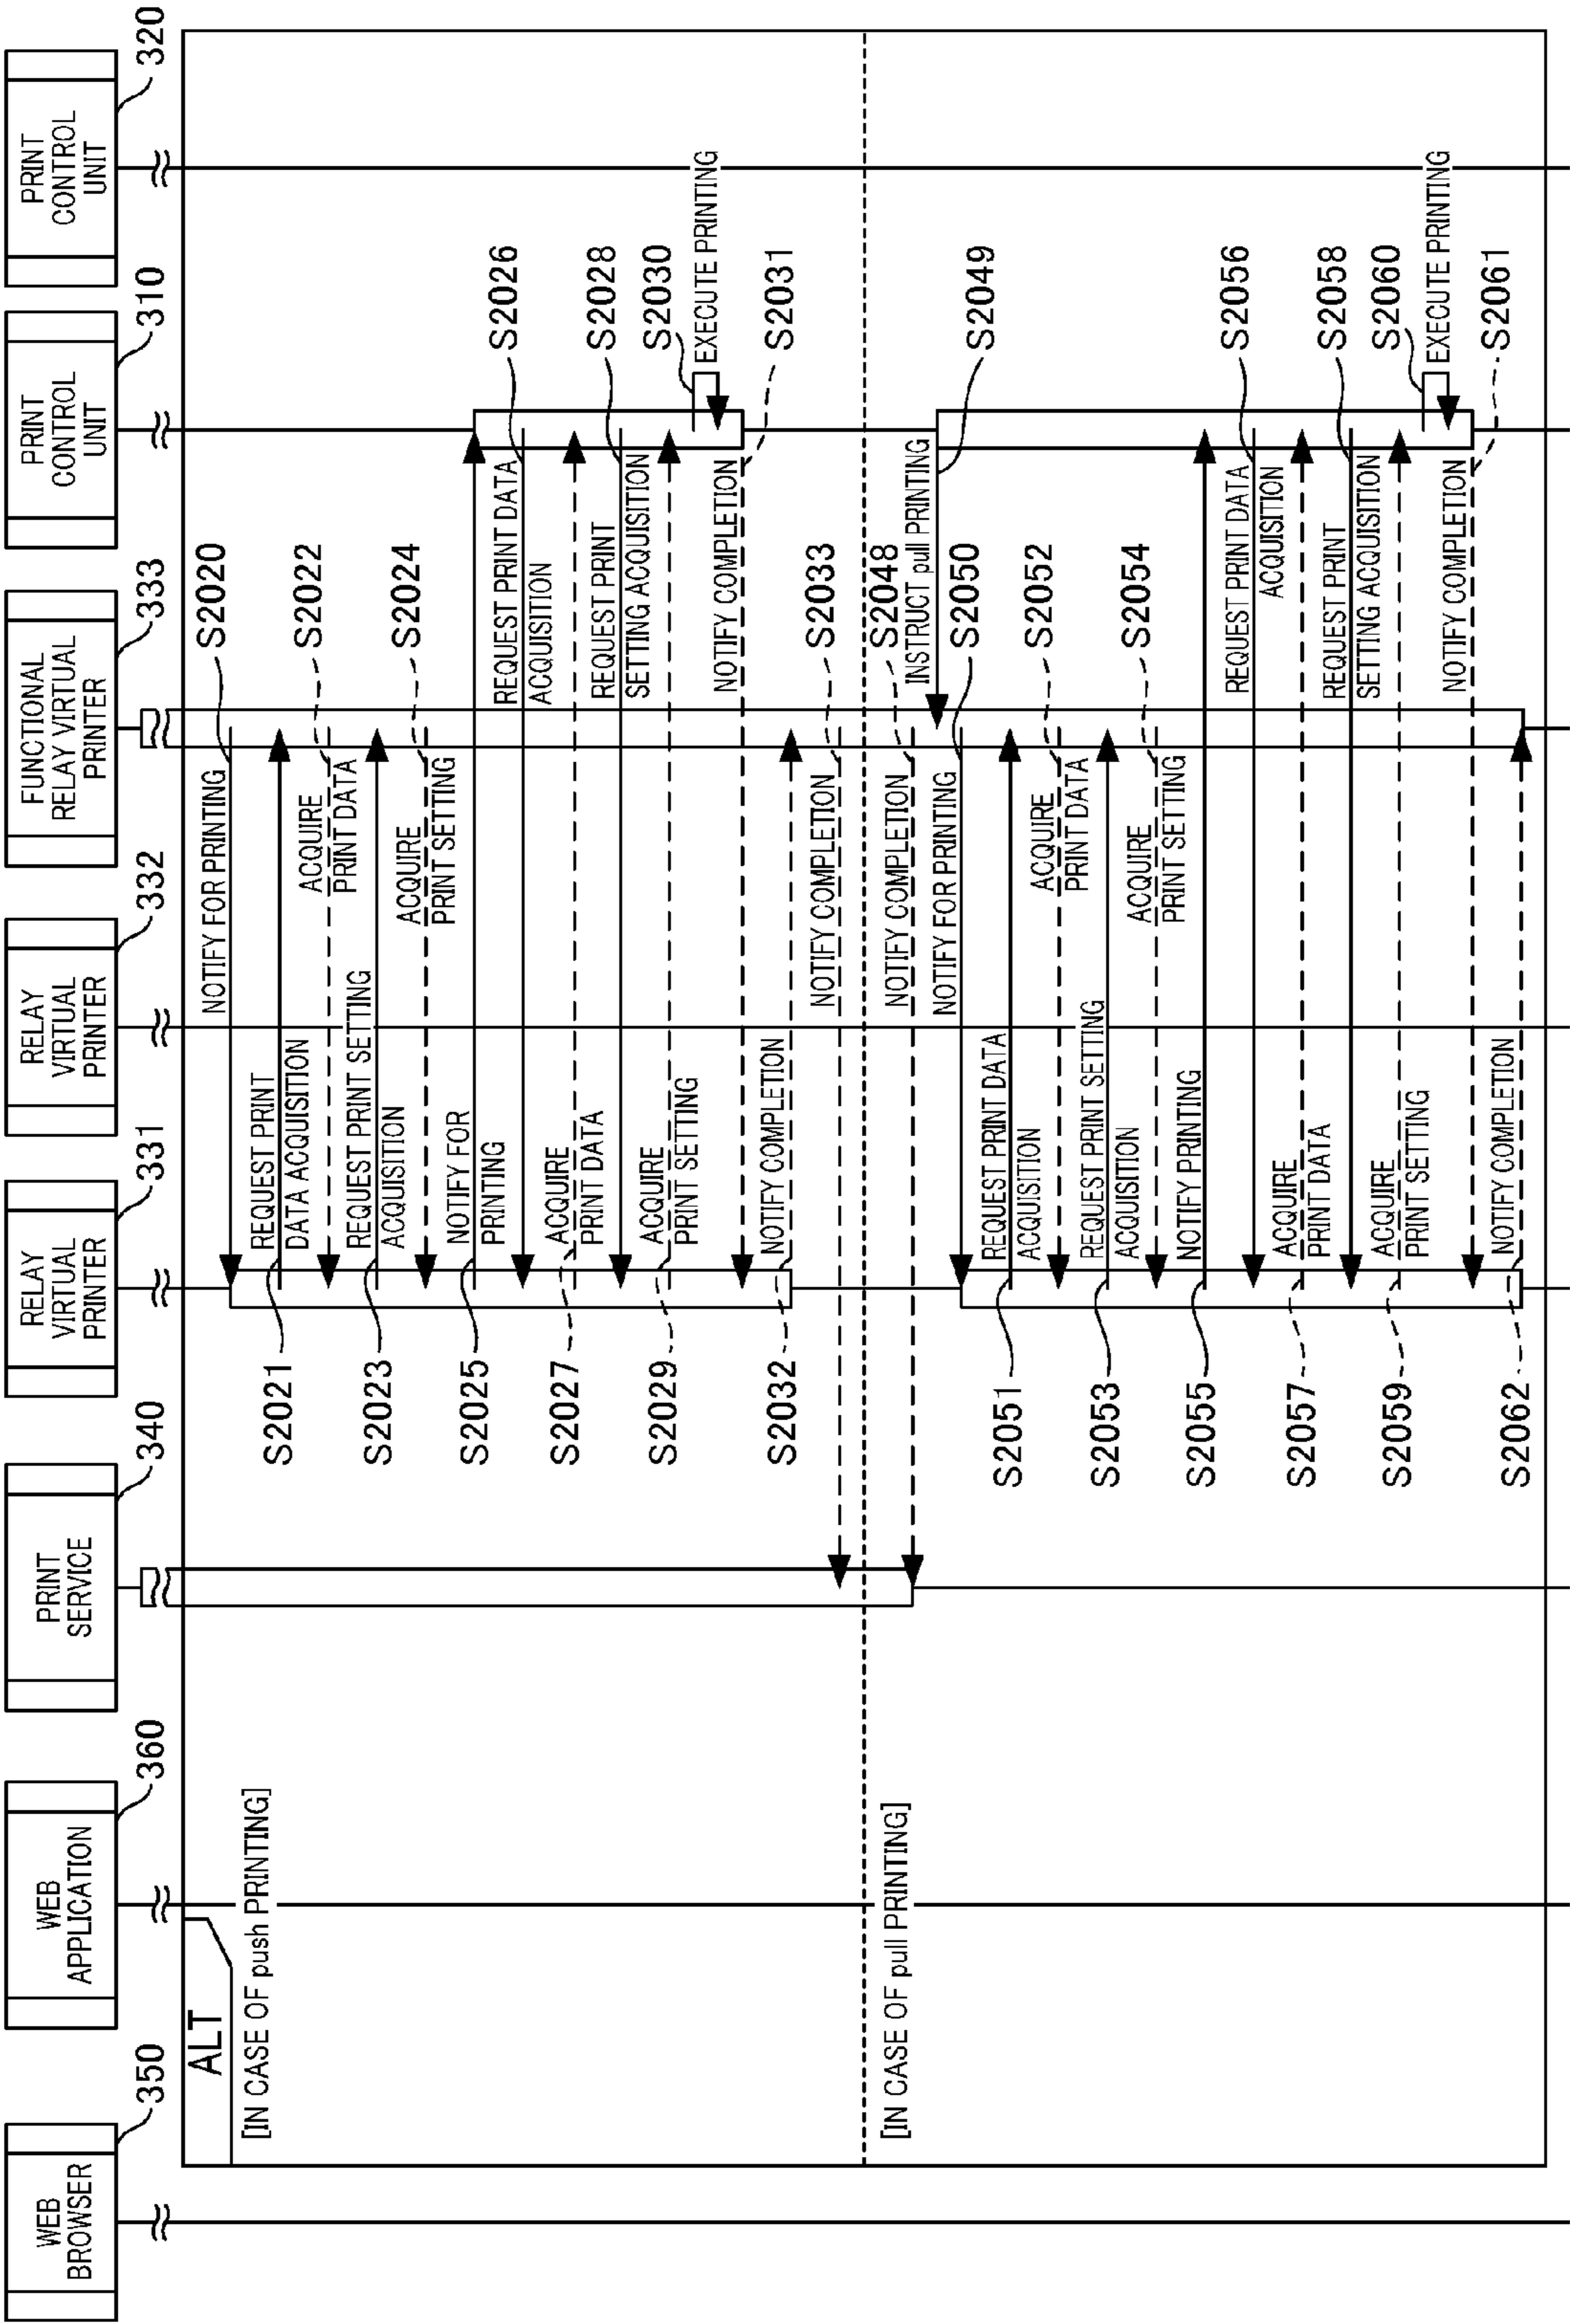 WEB
BROWSER
350
WEB
APPLICATION
360
PRINT
SERVICE
340
RELAY
VIRTUAL
PRINTER
331
RELAY
VIRTUAL
PRINTER
332
FUNCTIONAL
RELAY VIRTUAL
PRINTER
333
PRINT
CONTROL
UNIT
310
PRINT
CONTROL
UNIT
320
ALT
[IN CASE OF push PRINTING]
NOTIFY FOR PRINTING
S2020
S2021
REQUEST PRINT
DATA ACQUISITION
ACQUIRE
PRINT DATA
S2022
S2023
REQUEST PRINT SETTING
ACQUISITION
ACQUIRE
PRINT SETTING
S2024
S2025
NOTIFY FOR
PRINTING
REQUEST PRINT DATA
ACQUISITION
S2026
S2027
ACQUIRE
PRINT DATA
REQUEST PRINT
SETTING ACQUISITION
S2028
S2029
ACQUIRE
PRINT SETTING
S2030
EXECUTE PRINTING
NOTIFY COMPLETION
S2031
S2032
NOTIFY COMPLETION
NOTIFY COMPLETION
S2033
[IN CASE OF pull PRINTING]
NOTIFY COMPLETION
S2048
INSTRUCT pull PRINTING
S2049
NOTIFY FOR PRINTING
S2050
S2051
REQUEST PRINT DATA
ACQUISITION
ACQUIRE
PRINT DATA
S2052
S2053
REQUEST PRINT SETTING
ACQUISITION
ACQUIRE
PRINT SETTING
S2054
S2055
NOTIFY PRINTING
REQUEST PRINT DATA
ACQUISITION
S2056
S2057
ACQUIRE
PRINT DATA
REQUEST PRINT
SETTING ACQUISITION
S2058
S2059
ACQUIRE
PRINT SETTING
S2060
EXECUTE PRINTING
NOTIFY COMPLETION
S2061
S2062
NOTIFY COMPLETION